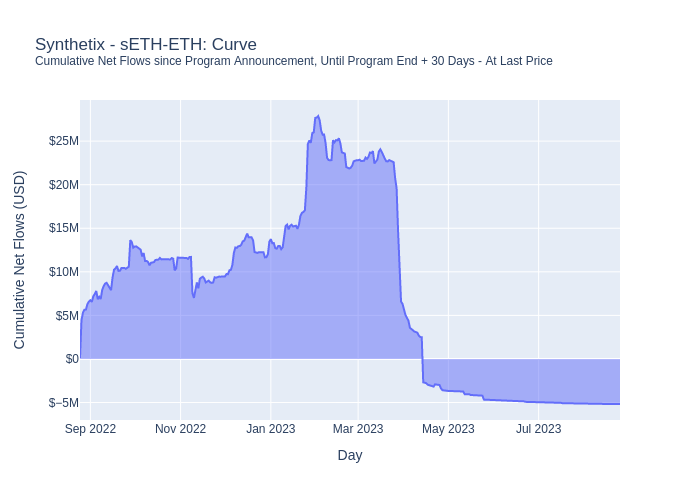 Synthetix - sETH-ETH: Curve
Cumulative Net Flows since Program Announcement, Until Program End + 30 Days - At Last Price
Cumulative Net Flows (USD)
$25M
$20M
$15M
$10M
$5M
$0
$−5M
Sep 2022 Nov 2022 Jan 2023 Mar 2023 May 2023 Jul 2023
Day